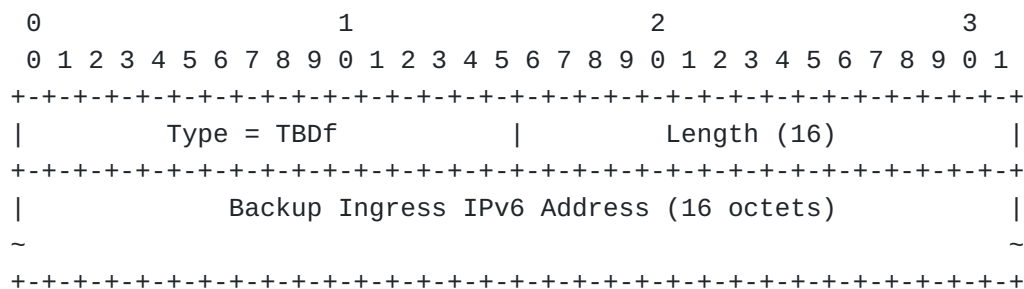 0                   1                   2                   3
 0 1 2 3 4 5 6 7 8 9 0 1 2 3 4 5 6 7 8 9 0 1 2 3 4 5 6 7 8 9 0 1
+-+-+-+-+-+-+-+-+-+-+-+-+-+-+-+-+-+-+-+-+-+-+-+-+-+-+-+-+-+-+-+-+
|         Type = TBDf           |         Length (16)           |
+-+-+-+-+-+-+-+-+-+-+-+-+-+-+-+-+-+-+-+-+-+-+-+-+-+-+-+-+-+-+-+-+
|             Backup Ingress IPv6 Address (16 octets)           |
~                                                               ~
+-+-+-+-+-+-+-+-+-+-+-+-+-+-+-+-+-+-+-+-+-+-+-+-+-+-+-+-+-+-+-+-+